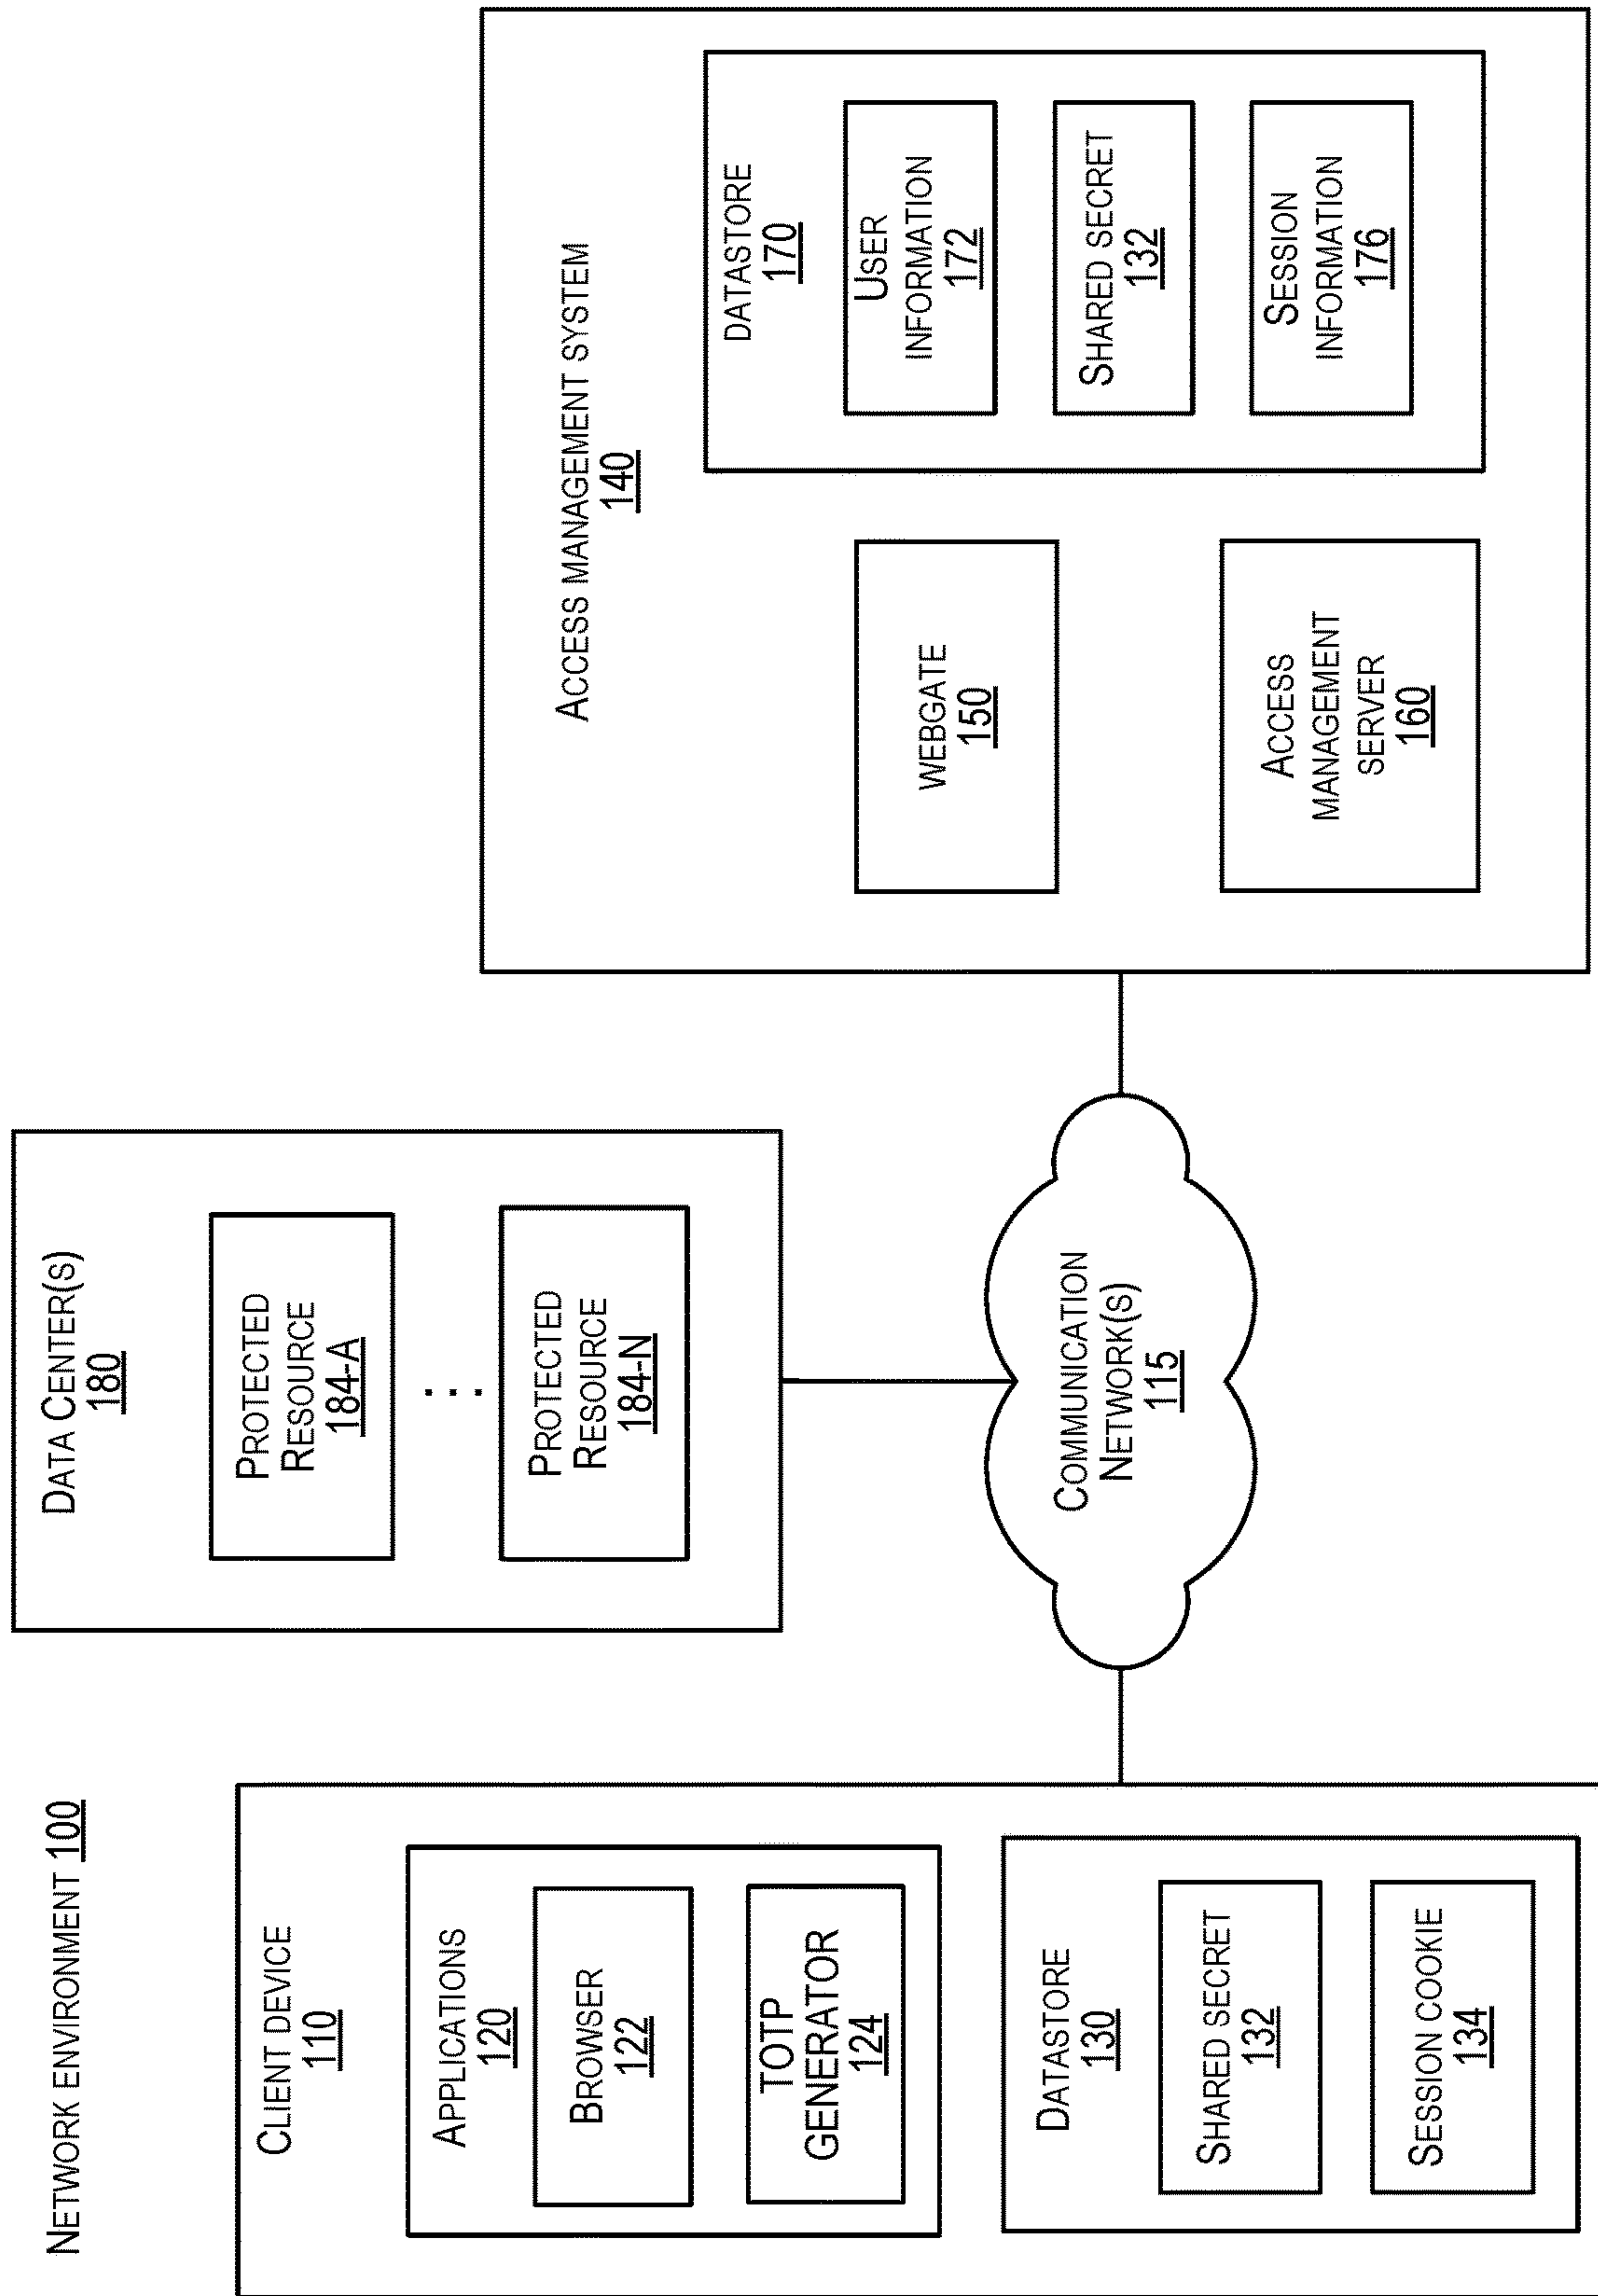 NETWORK ENVIRONMENT 100
CLIENT DEVICE
110
APPLICATIONS
120
BROWSER
122
TOTP
GENERATOR
124
DATASTORE
130
SHARED SECRET
132
SESSION COOKIE
134
DATA CENTER(S)
180
PROTECTED
RESOURCE
184-A
...
PROTECTED
RESOURCE
184-N
COMMUNICATION
NETWORK(S)
115
ACCESS MANAGEMENT SYSTEM
140
WEBGATE
150
ACCESS
MANAGEMENT
SERVER
160
DATASTORE
170
USER
INFORMATION
172
SHARED SECRET
132
SESSION
INFORMATION
176